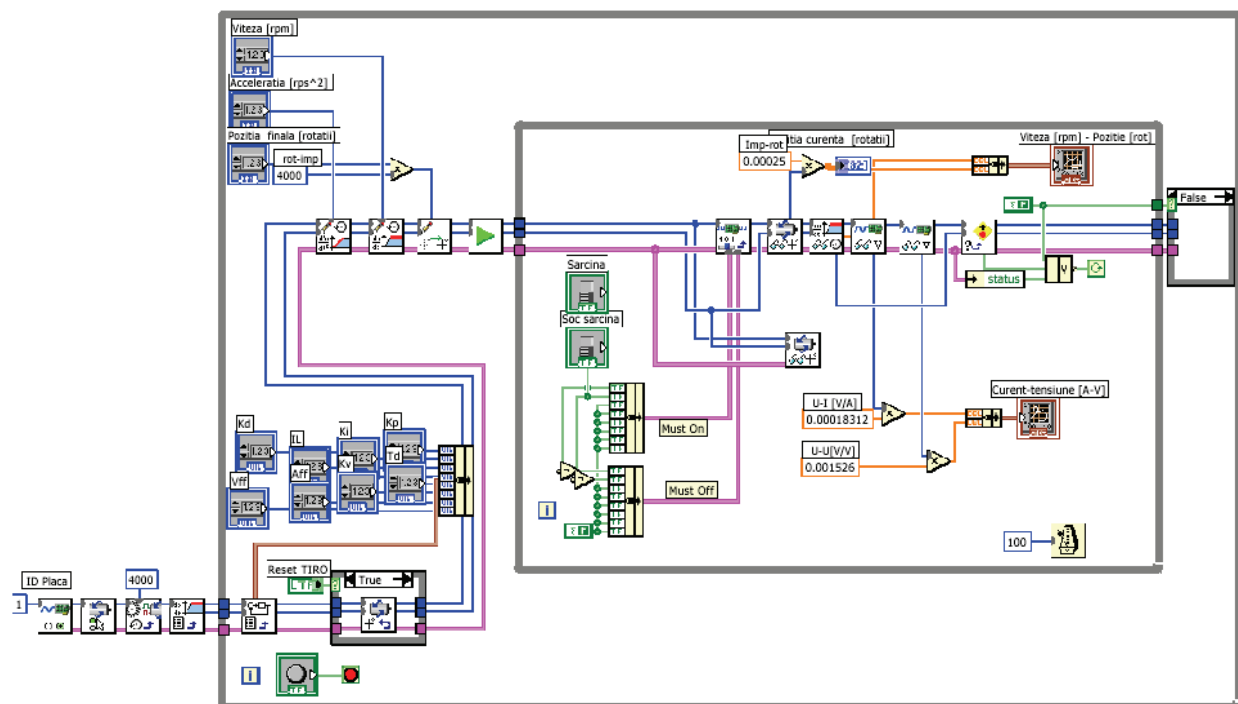 Viteza [rpm]
Acceleratia [rps^2]
Pozitia finala [rotatii]
rot-imp
4000
Imp-rot
0.00025
tia curenta [rotatii]
Viteza [rpm] - Pozitie [rot]
False
status
Sarcina
Soc sarcina
Must On
Must Off
U-I [V/A]
0.00018312
U-U[V/V]
0.001526
Curent-tensiune [A-V]
100
i
Kd
IL
Ki
Kp
Vff
Aff
Kv
Td
Reset TIRO
True
ID Placa
1
4000
i